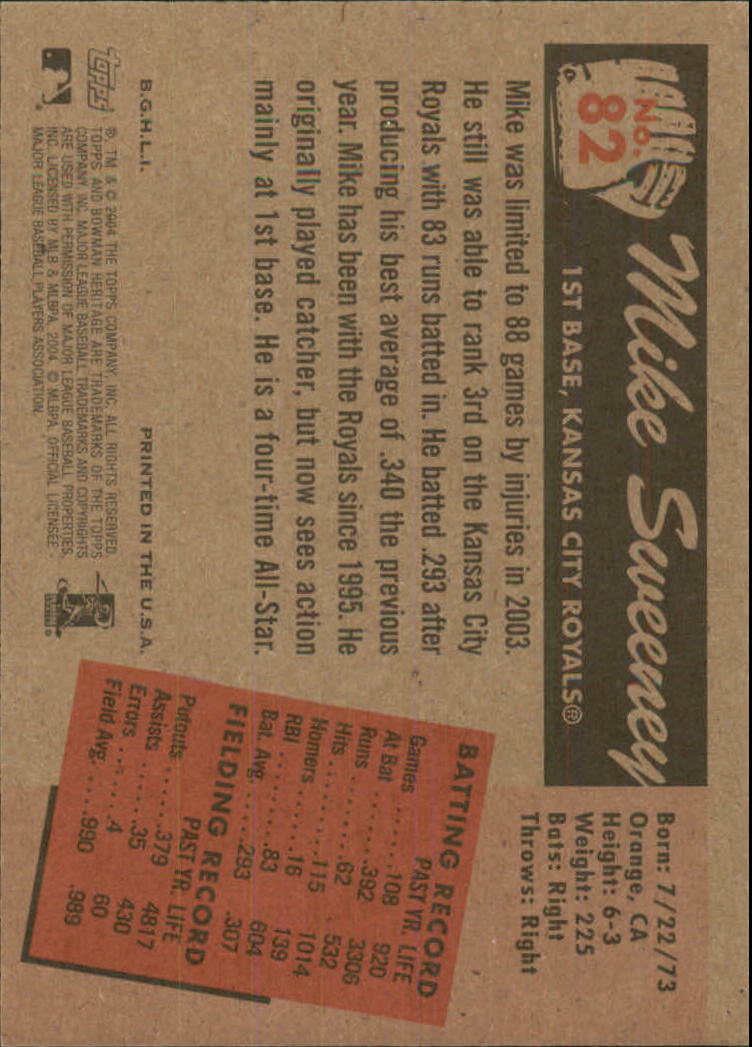 No.
82
Mike Sweeney
1ST BASE, KANSAS CITY ROYALS®
Born: 7/22/73
Orange, CA
Height: 6-3
Weight: 225
Bats: Right
Throws: Right
Mike was limited to 88 games by injuries in 2003.
He still was able to rank 3rd on the Kansas City
Royals with 83 runs batted in. He batted .293 after
producing his best average of .340 the previous
year. Mike has been with the Royals since 1995. He
originally played catcher, but now sees action
mainly at 1st base. He is a four-time All-Star.
BATTING RECORD
PAST YR. LIFE
Games ......108 920
At Bat ......392 3306
Runs ........62 532
Hits ........115 1014
Homers ......16 139
RBI .........83 604
Bat. Avg. ....293 .307
FIELDING RECORD
PAST YR. LIFE
Putouts .....379 4817
Assists ......35 430
Errors ......4 60
Field Avg. ....990 .989
B.G.H.L.I. PRINTED IN THE U.S.A.
topps
®, TM & © 2004 THE TOPPS COMPANY, INC. ALL RIGHTS RESERVED.
TOPPS AND BOWMAN HERITAGE ARE TRADEMARKS OF THE TOPPS
COMPANY, INC. MAJOR LEAGUE BASEBALL TRADEMARKS AND COPYRIGHTS
ARE USED WITH PERMISSION OF MAJOR LEAGUE BASEBALL PROPERTIES,
INC. LICENSED BY MLB & MLBPA, 2004. © MLBPA. OFFICIAL LICENSEE -
MAJOR LEAGUE BASEBALL PLAYERS ASSOCIATION.